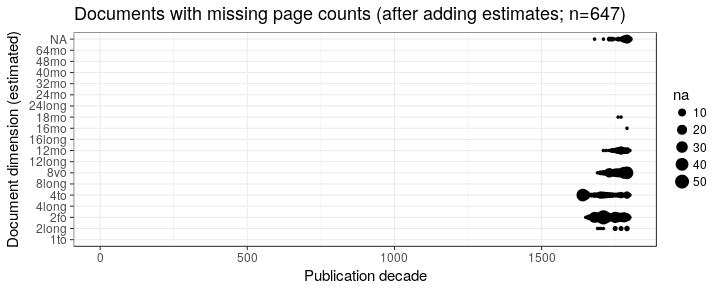 Documents with missing page counts (after adding estimates; n=647)
Document dimension (estimated)
NA
64mo
48mo
40mo
32mo
24mo
24long
18mo
16mo
16long
12mo
12long
8vo
8long
4to
4long
2fo
2long
1to
0
500
1000
1500
Publication decade
na
10
20
30
40
50